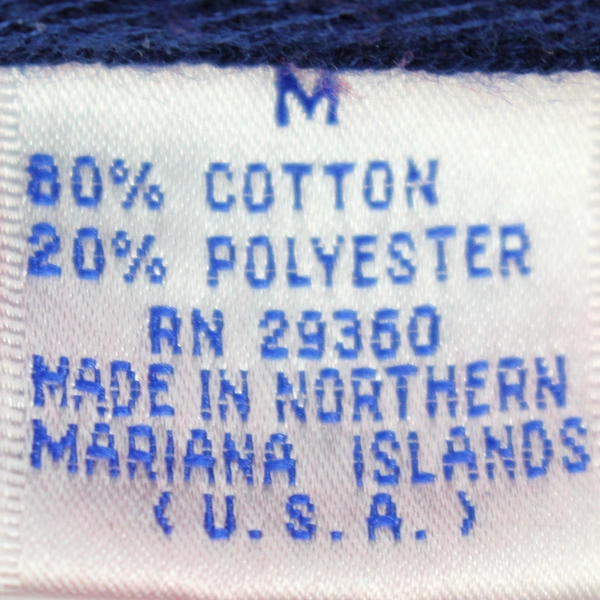 M
80% COTTON
20% POLYESTER
RN 29360
MADE IN NORTHERN
MARIANA ISLANDS
(U.S.A.)